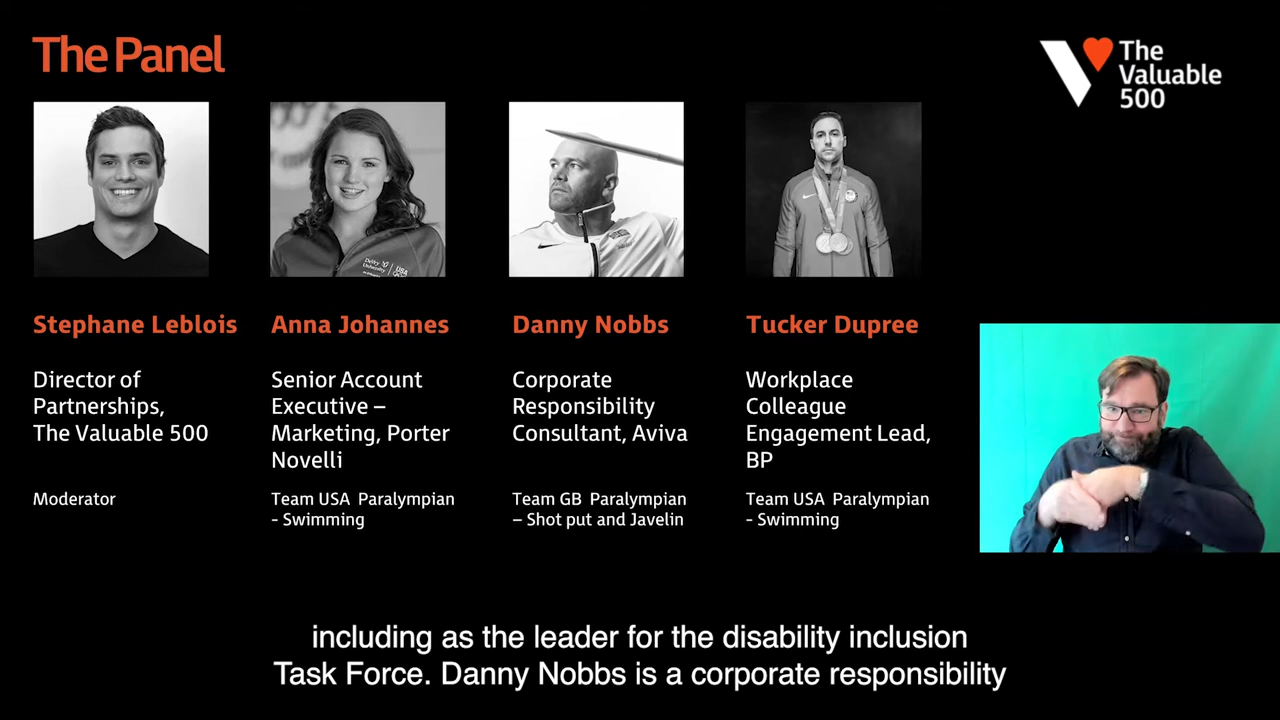 The Panel
The
Valuable
500
Stephane Leblois
Director of
Partnerships,
The Valuable 500
Moderator
Anna Johannes
Senior Account
Executive –
Marketing, Porter
Novelli
Team USA Paralympian
- Swimming
Danny Nobbs
Corporate
Responsibility
Consultant, Aviva
Team GB Paralympian
– Shot put and Javelin
Tucker Dupree
Workplace
Colleague
Engagement Lead,
BP
Team USA Paralympian
- Swimming
including as the leader for the disability inclusion
Task Force. Danny Nobbs is a corporate responsibility